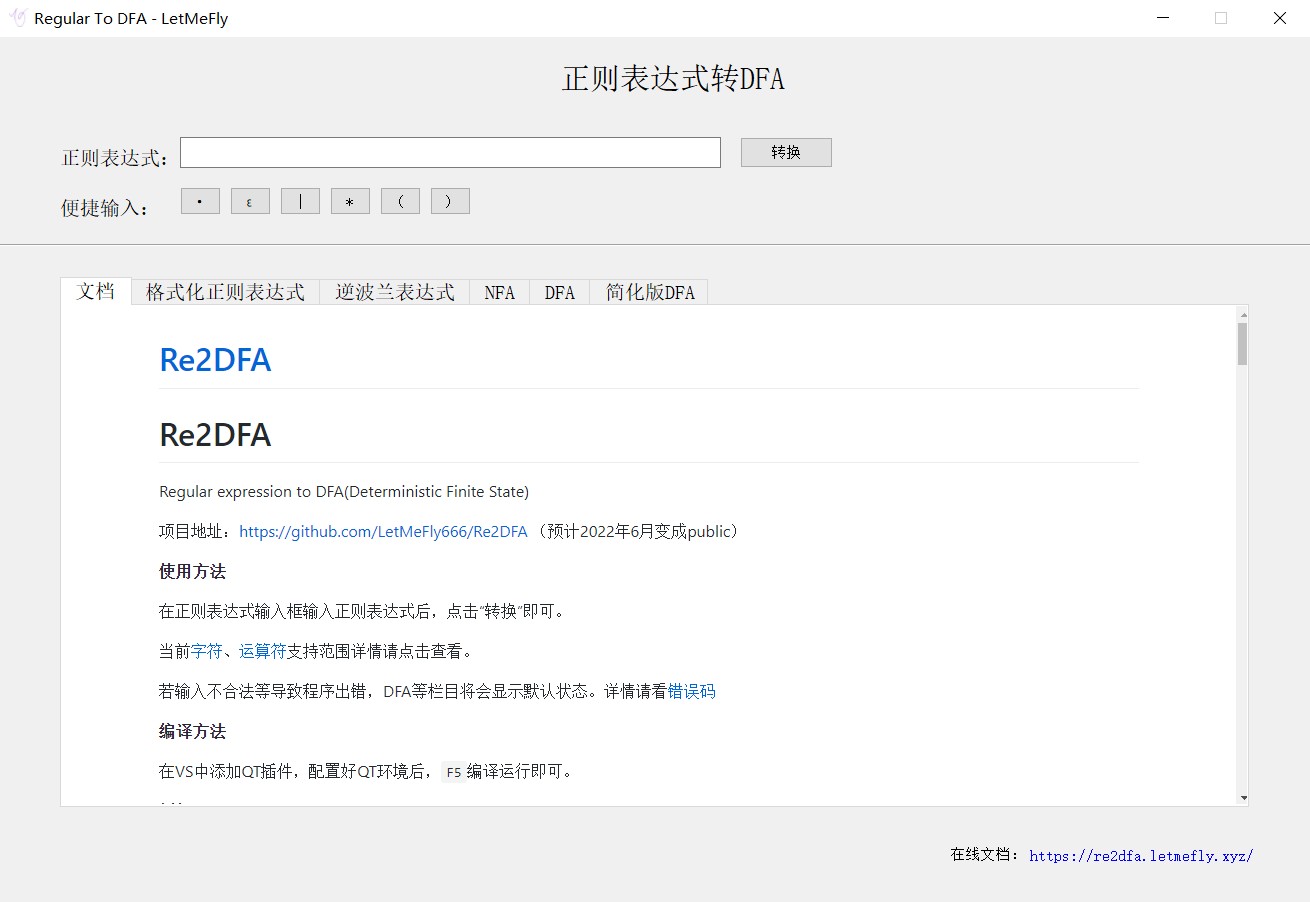 Regular To DFA - LetMeFly
正则表达式转DFA
正则表达式： 转换
便捷输入： · ε | * ( )
文档 格式化正则表达式 逆波兰表达式 NFA DFA 简化版DFA
Re2DFA
Re2DFA
Regular expression to DFA(Deterministic Finite State)
项目地址：https://github.com/LetMeFly666/Re2DFA （预计2022年6月变成public）
使用方法
在正则表达式输入框输入正则表达式后，点击“转换”即可。
当前字符、运算符支持范围详情请点击查看。
若输入不合法等导致程序出错，DFA等栏目将会显示默认状态。详情请看错误码
编译方法
在VS中添加QT插件，配置好QT环境后，F5 编译运行即可。
在线文档：https://re2dfa.letmefly.xyz/